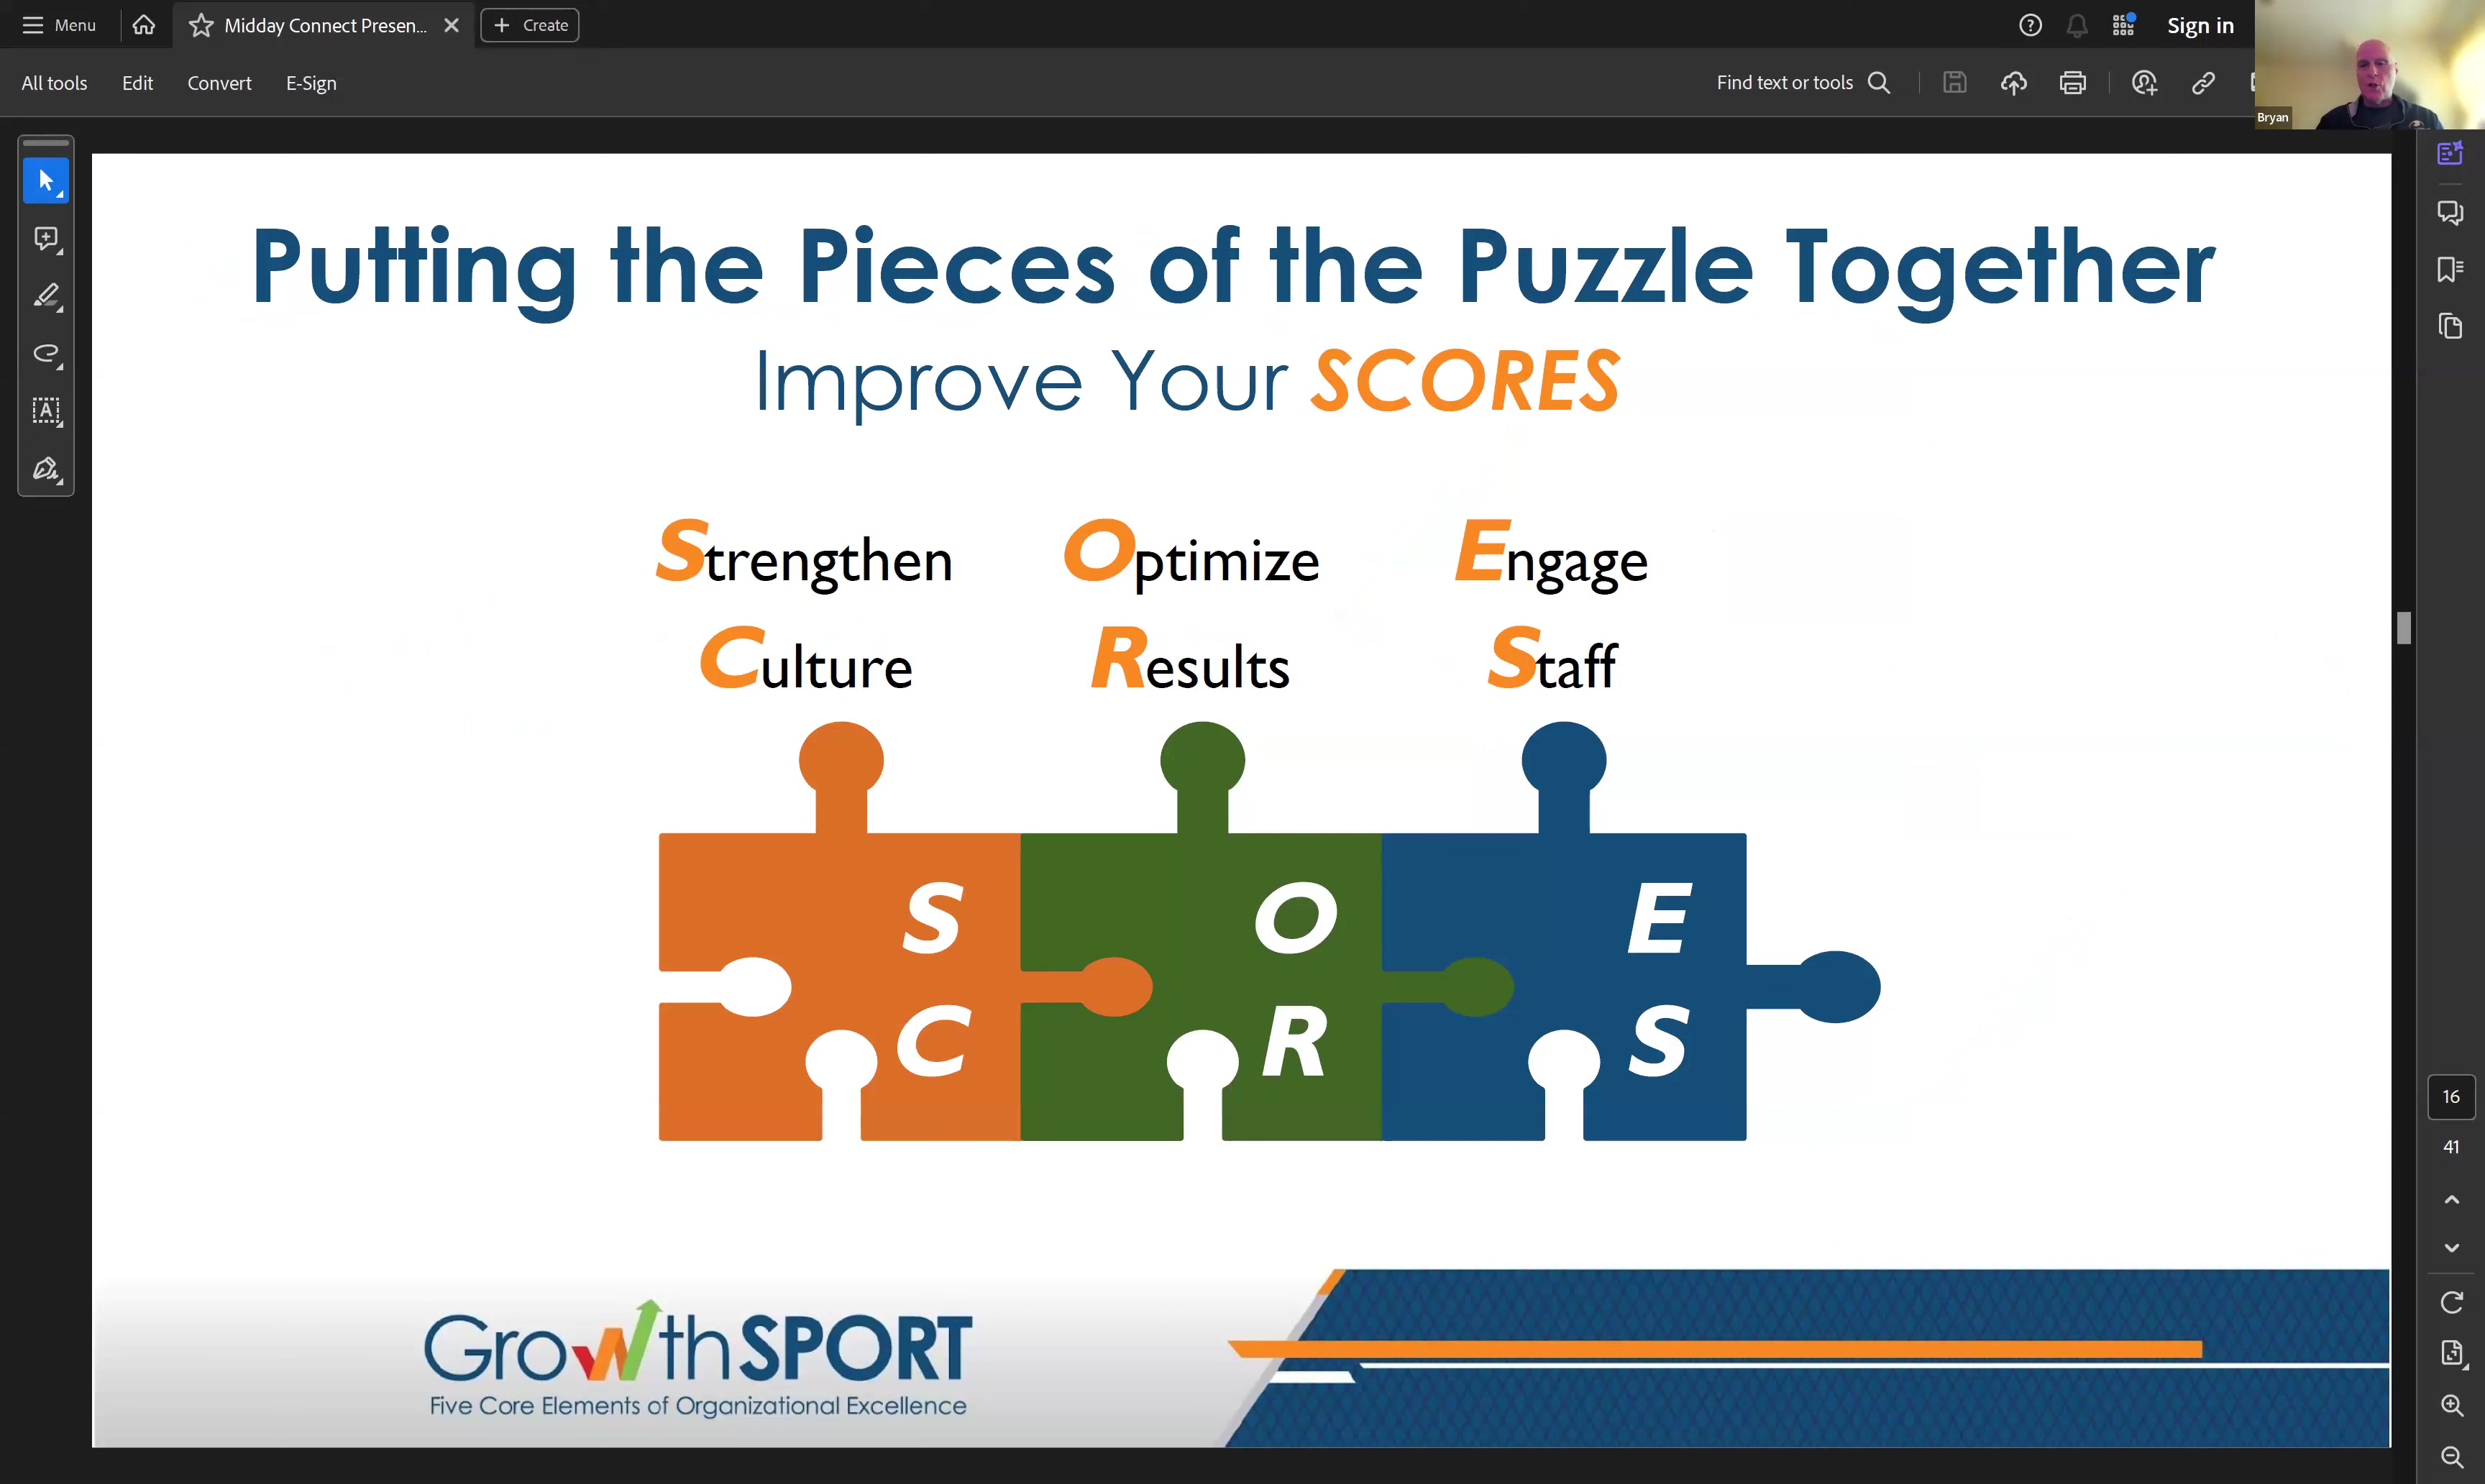 Menu
Midday Connect Presen...
Create
Sign in
All tools
Edit
Convert
E-Sign
Find text or tools
Bryan
Putting the Pieces of the Puzzle Together
Improve Your SCORES
Strengthen Optimize Engage
Culture Results Staff
S O E
C R S
16
41
GrowthSPORT
Five Core Elements of Organizational Excellence